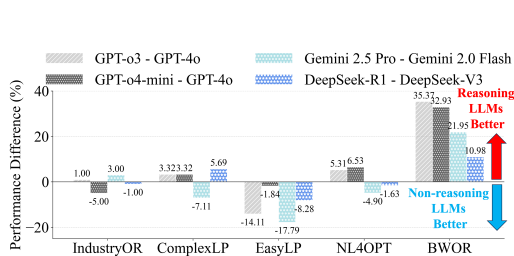 GPT-o3 - GPT-4o
Gemini 2.5 Pro - Gemini 2.0 Flash
GPT-o4-mini - GPT-4o
DeepSeek-R1 - DeepSeek-V3
Performance Difference (%)
40
20
0
−20
1.00
-5.00
3.00
-1.00
3.32
3.32
-7.11
5.69
-14.11
-1.84
-17.79
-8.28
5.31
6.53
-4.90
-1.63
35.37
32.93
21.95
10.98
Reasoning
LLMs
Better
Non-reasoning
LLMs
Better
IndustryOR
ComplexLP
EasyLP
NL4OPT
BWOR